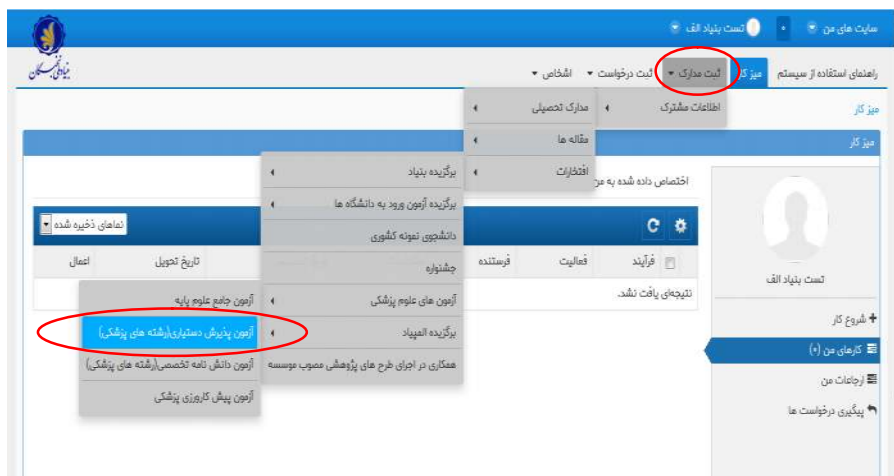 سایت های من
۰
تست بنیاد الف
بنیاد ملی نخبگان
راهنمای استفاده از سیستم میز کار ثبت مدارک ثبت درخواست اشخاص
میز کار
اطلاعات مشترک
مدارک تحصیلی
مقاله ها
افتخارات
میز کار
اختصاص داده شده به من
برگزیده بنیاد
برگزیده آزمون ورود به دانشگاه ها
دانشجوی نمونه کشوری
جشنواره
آزمون های علوم پزشکی
برگزیده المپیاد
همکاری در اجرای طرح های پژوهشی مصوب موسسه
نماهای ذخیره شده
فرآیند فعالیت فرستنده تاریخ تحویل اعمال
نتیجه‌ای یافت نشد.
آزمون جامع علوم پایه
آزمون پذیرش دستیاری(رشته های پزشکی)
آزمون دانش نامه تخصصی(رشته های پزشکی)
آزمون پیش کارورزی پزشکی
تست بنیاد الف
شروع کار
کارهای من (۰)
ارجاعات من
پیگیری درخواست ها